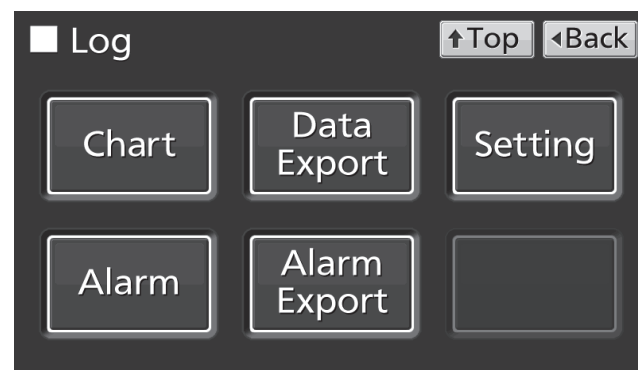 Log
Top
Back
Chart
Data
Export
Setting
Alarm
Alarm
Export